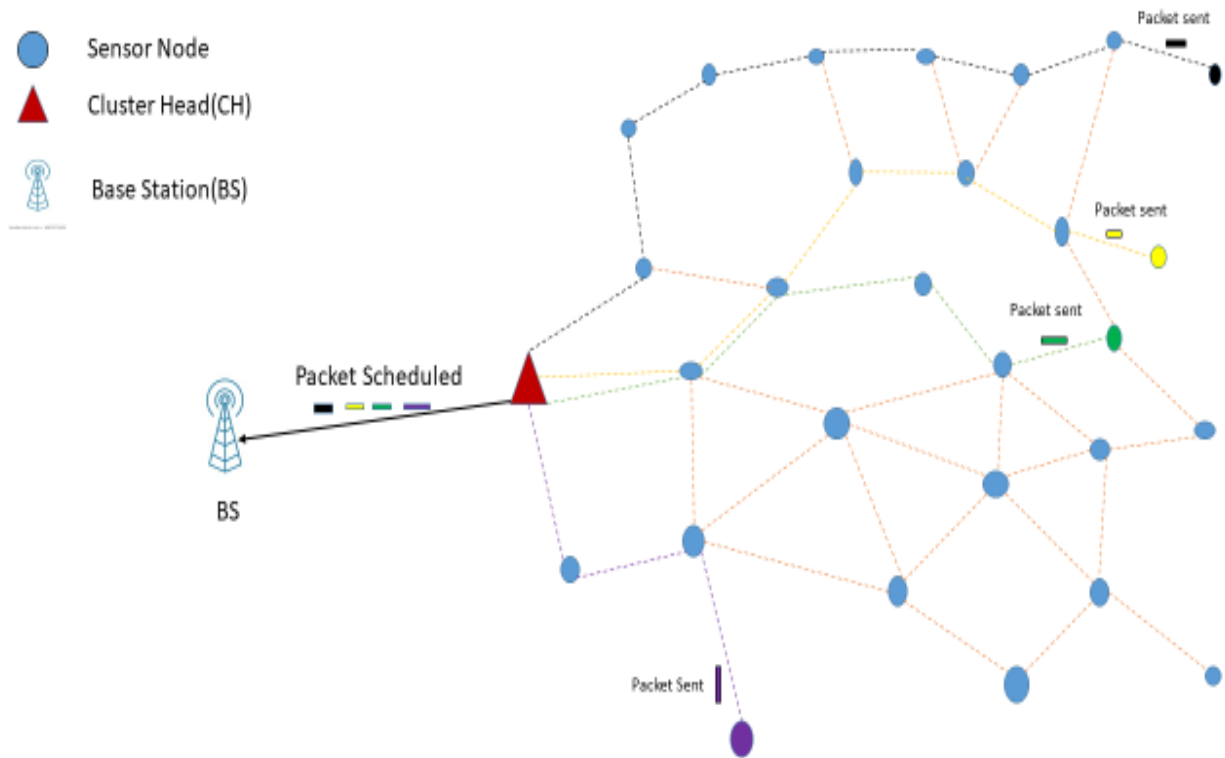 Sensor Node
Cluster Head(CH)
Base Station(BS)
Packet sent
Packet sent
Packet sent
Packet Scheduled
BS
Packet Sent